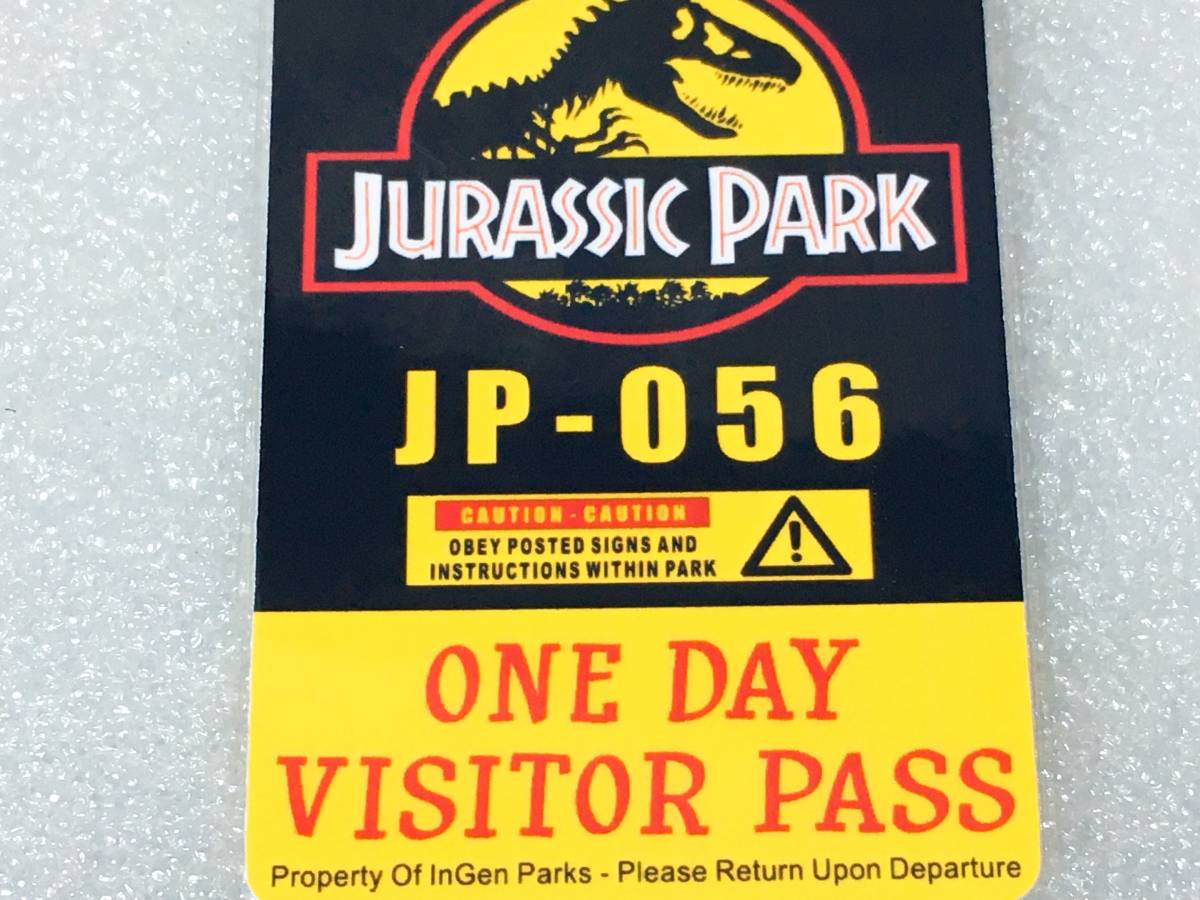 JURASSIC PARK
JP-056
CAUTION - CAUTION
OBEY POSTED SIGNS AND
INSTRUCTIONS WITHIN PARK
ONE DAY
VISITOR PASS
Property Of InGen Parks - Please Return Upon Departure